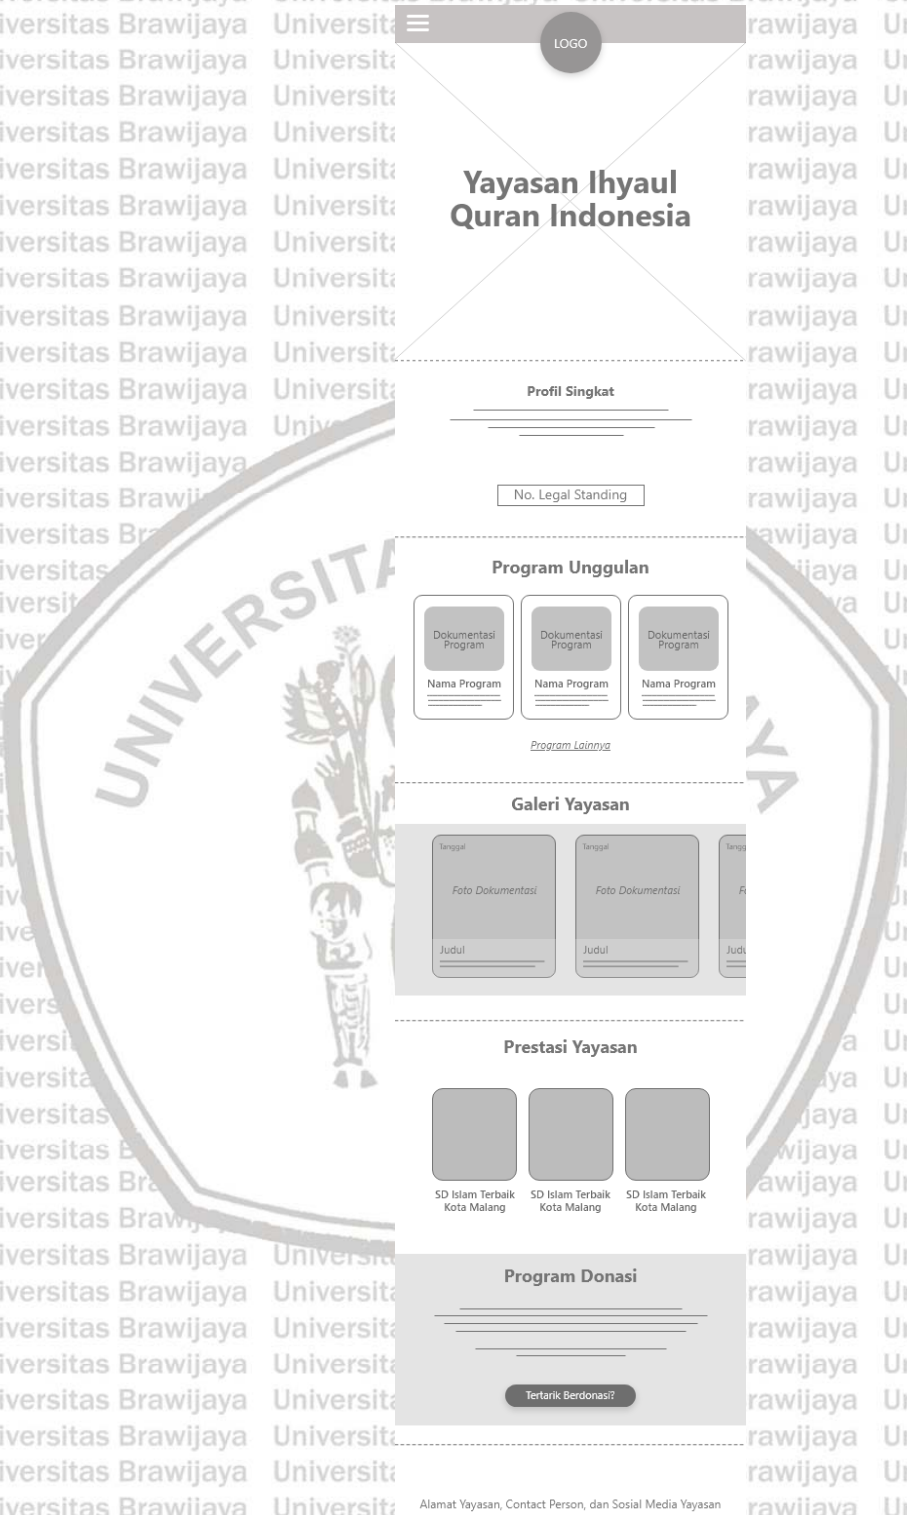 LOGO
Yayasan Ihyaul
Quran Indonesia
Profil Singkat
No. Legal Standing
Program Unggulan
Dokumentasi
Program
Dokumentasi
Program
Dokumentasi
Program
Nama Program
Nama Program
Nama Program
Program Lainnya
Galeri Yayasan
Tanggal
Tanggal
Foto Dokumentasi
Foto Dokumentasi
Judul
Judul
Prestasi Yayasan
SD Islam Terbaik
Kota Malang
SD Islam Terbaik
Kota Malang
SD Islam Terbaik
Kota Malang
Program Donasi
Tertarik Berdonasi?
Alamat Yayasan, Contact Person, dan Sosial Media Yayasan